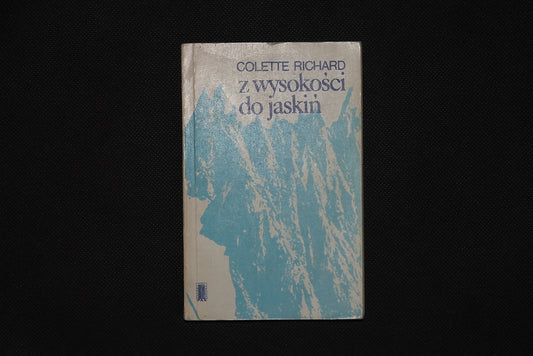 COLETTE RICHARD
z wysokości
do jaskiń